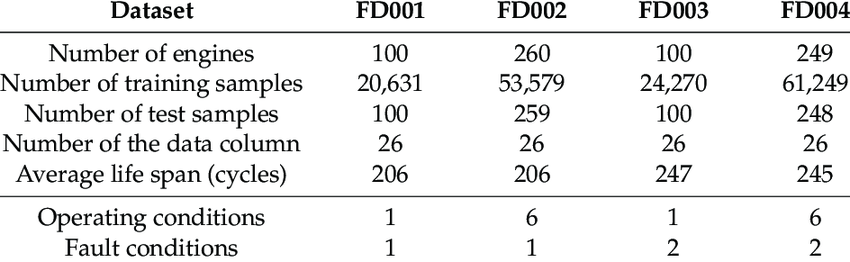 Dataset FD001 FD002 FD003 FD004
Number of engines 100 260 100 249
Number of training samples 20,631 53,579 24,270 61,249
Number of test samples 100 259 100 248
Number of the data column 26 26 26 26
Average life span (cycles) 206 206 247 245
Operating conditions 1 6 1 6
Fault conditions 1 1 2 2